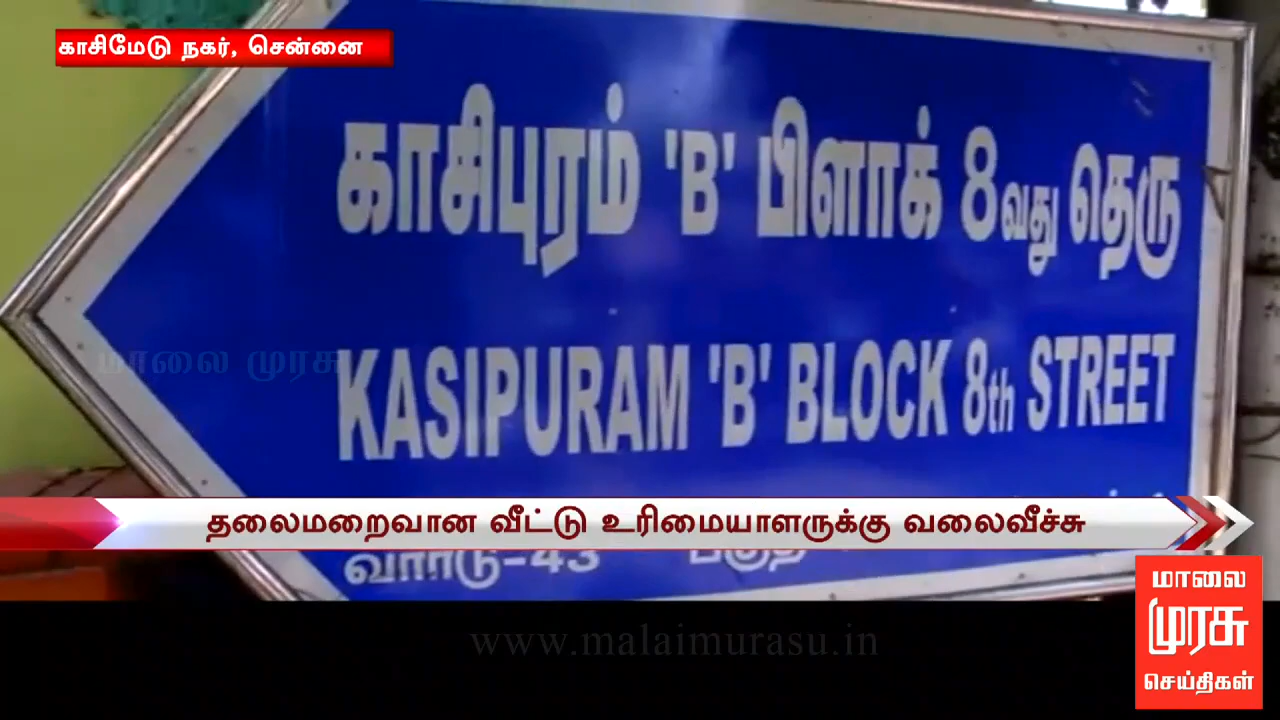 காசிமேடு நகர், சென்னை
காசிபுரம் 'B' பிளாக் 8வது தெரு
மாலை முரசு
KASIPURAM 'B' BLOCK 8th STREET
தலைமறைவான வீட்டு உரிமையாளருக்கு வலைவீச்சு
வார்டு-43
மாலை
முரசு
செய்திகள்
www.malaimurasu.in